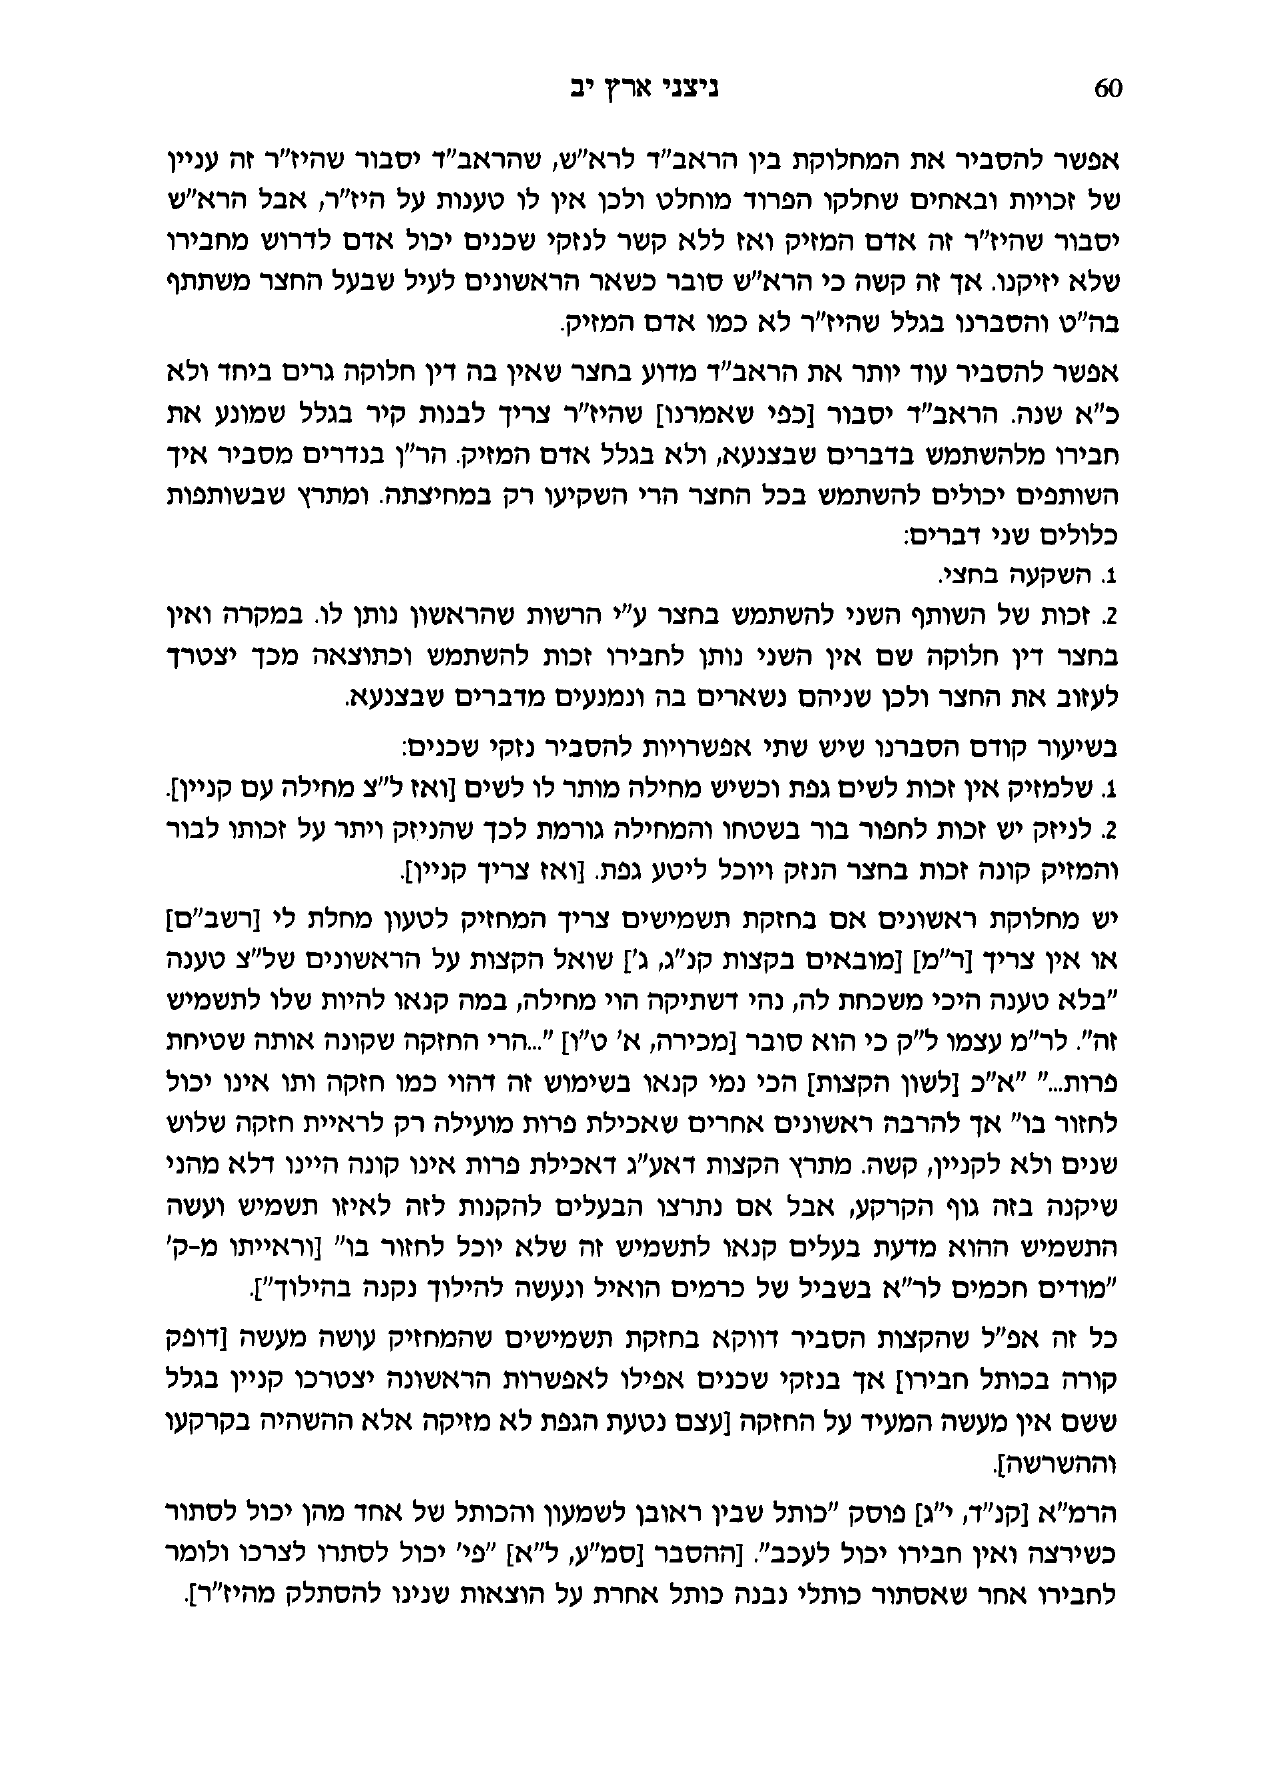 60
ניצני ארץ יב
אפשר להסביר את המחלוקת בין הראב"ד לרא"ש, שהראב"ד יסבור שהיז"ר זה עניין
של זכויות ובאחים שחלקו הפרוד מוחלט ולכן אין לו טענות על היז"ר, אבל הרא"ש
יסבור שהיז"ר זה אדם המזיק ואז ללא קשר לנזקי שכנים יכול אדם לדרוש מחבירו
שלא יזיקנו. אך זה קשה כי הרא"ש סובר כשאר הראשונים לעיל שבעל החצר משתתף
בה"ט והסברנו בגלל שהיז"ר לא כמו אדם המזיק.
אפשר להסביר עוד יותר את הראב"ד מדוע בחצר שאין בה דין חלוקה גרים ביחד ולא
כ"א שנה. הראב"ד יסבור [כפי שאמרנו] שהיז"ר צריך לבנות קיר בגלל שמונע את
חבירו מלהשתמש בדברים שבצנעא, ולא בגלל אדם המזיק. הר"ן בנדרים מסביר איך
השותפים יכולים להשתמש בכל החצר הרי השקיעו רק במחיצתה. ומתרץ שבשותפות
כלולים שני דברים:
1. השקעה בחצי.
2. זכות של השותף השני להשתמש בחצר ע"י הרשות שהראשון נותן לו. במקרה ואין
בחצר דין חלוקה שם אין השני נותן לחבירו זכות להשתמש וכתוצאה מכך יצטרך
לעזוב את החצר ולכן שניהם נשארים בה ונמנעים מדברים שבצנעא.
בשיעור קודם הסברנו שיש שתי אפשרויות להסביר נזקי שכנים:
1. שלמזיק אין זכות לשים גפת וכשיש מחילה מותר לו לשים [ואז ל"צ מחילה עם קניין].
2. לניזק יש זכות לחפור בור בשטחו והמחילה גורמת לכך שהניזק ויתר על זכותו לבור
והמזיק קונה זכות בחצר הנזק ויוכל ליטע גפת. [ואז צריך קניין].
יש מחלוקת ראשונים אם בחזקת תשמישים צריך המחזיק לטעון מחלת לי [רשב"ם]
או אין צריך [ר"מ] [מובאים בקצות קנ"ג, ג'] שואל הקצות על הראשונים של"צ טענה
"בלא טענה היכי משכחת לה, נהי דשתיקה הוי מחילה, במה קנאו להיות שלו לתשמיש
זה". לר"מ עצמו ל"ק כי הוא סובר [מכירה, א' ט"ו] "...הרי החזקה שקונה אותה שטיחת
פרות..." "א"כ [לשון הקצות] הכי נמי קנאו בשימוש זה דהוי כמו חזקה ותו אינו יכול
לחזור בו" אך להרבה ראשונים אחרים שאכילת פרות מועילה רק לראיית חזקה שלוש
שנים ולא לקניין, קשה. מתרץ הקצות דאע"ג דאכילת פרות אינו קונה היינו דלא מהני
שיקנה בזה גוף הקרקע, אבל אם נתרצו הבעלים להקנות לזה לאיזו תשמיש ועשה
התשמיש ההוא מדעת בעלים קנאו לתשמיש זה שלא יוכל לחזור בו" [וראייתו מ-ק'
"מודים חכמים לר"א בשביל של כרמים הואיל ונעשה להילוך נקנה בהילוך"].
כל זה אפ"ל שהקצות הסביר דווקא בחזקת תשמישים שהמחזיק עושה מעשה [דופק
קורה בכותל חבירו] אך בנזקי שכנים אפילו לאפשרות הראשונה יצטרכו קניין בגלל
ששם אין מעשה המעיד על החזקה [עצם נטעת הגפת לא מזיקה אלא ההשהיה בקרקעו
וההשרשה].
הרמ"א [קנ"ד, י"ג] פוסק "כותל שבין ראובן לשמעון והכותל של אחד מהן יכול לסתור
כשירצה ואין חבירו יכול לעכב". [ההסבר [סמ"ע, ל"א] "פי' יכול לסתרו לצרכו ולומר
לחבירו אחר שאסתור כותלי נבנה כותל אחרת על הוצאות שנינו להסתלק מהיז"ר].